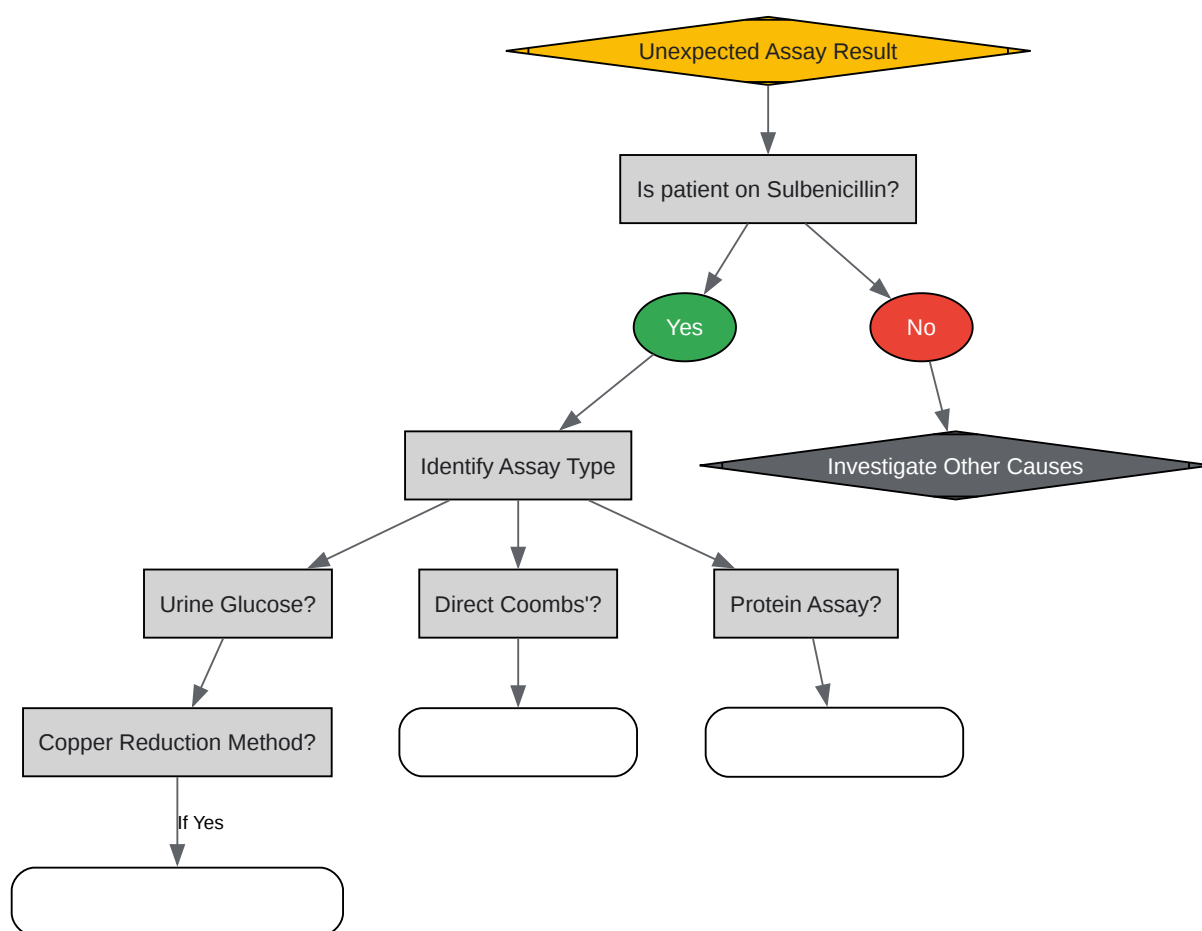 Unexpected Assay Result
Is patient on Sulbenicillin?
Yes
No
Identify Assay Type
Investigate Other Causes
Urine Glucose?
Direct Coombs'?
Protein Assay?
Copper Reduction Method?
If Yes